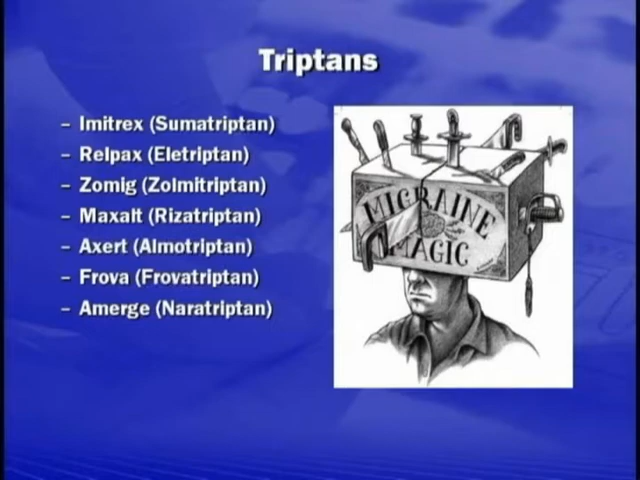 Triptans
– Imitrex (Sumatriptan)
– Relpax (Eletriptan)
– Zomig (Zolmitriptan)
– Maxalt (Rizatriptan)
– Axert (Almotriptan)
– Frova (Frovatriptan)
– Amerge (Naratriptan)
MIGRAINE
MAGIC